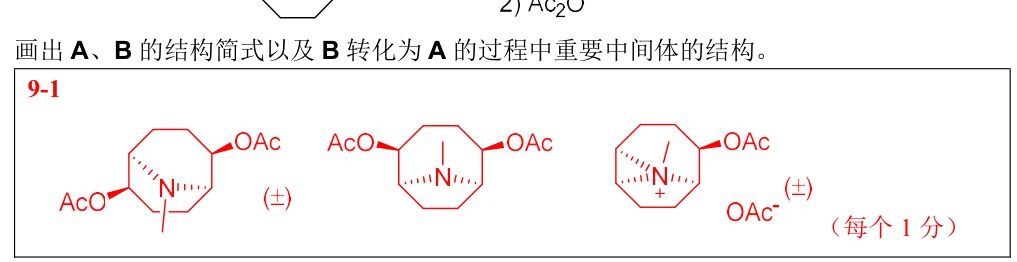 2) Ac₂O
画出 A、B 的结构简式以及 B 转化为 A 的过程中重要中间体的结构。
9-1
OAc AcO OAc OAc
AcO N (±) N N + (±)
OAc-
（每个 1 分）